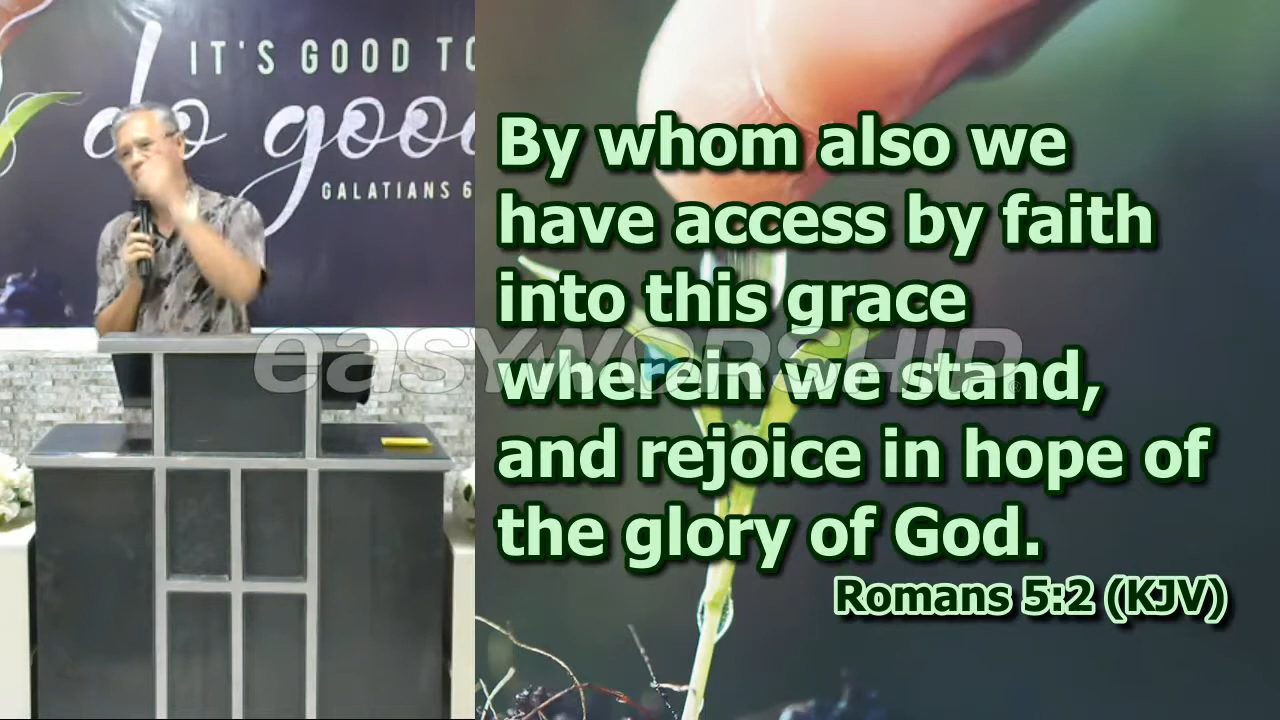 IT'S GOOD TO
do good
GALATIANS 6
By whom also we
have access by faith
into this grace
wherein we stand,
and rejoice in hope of
the glory of God.
Romans 5:2 (KJV)
easyWORSHIP